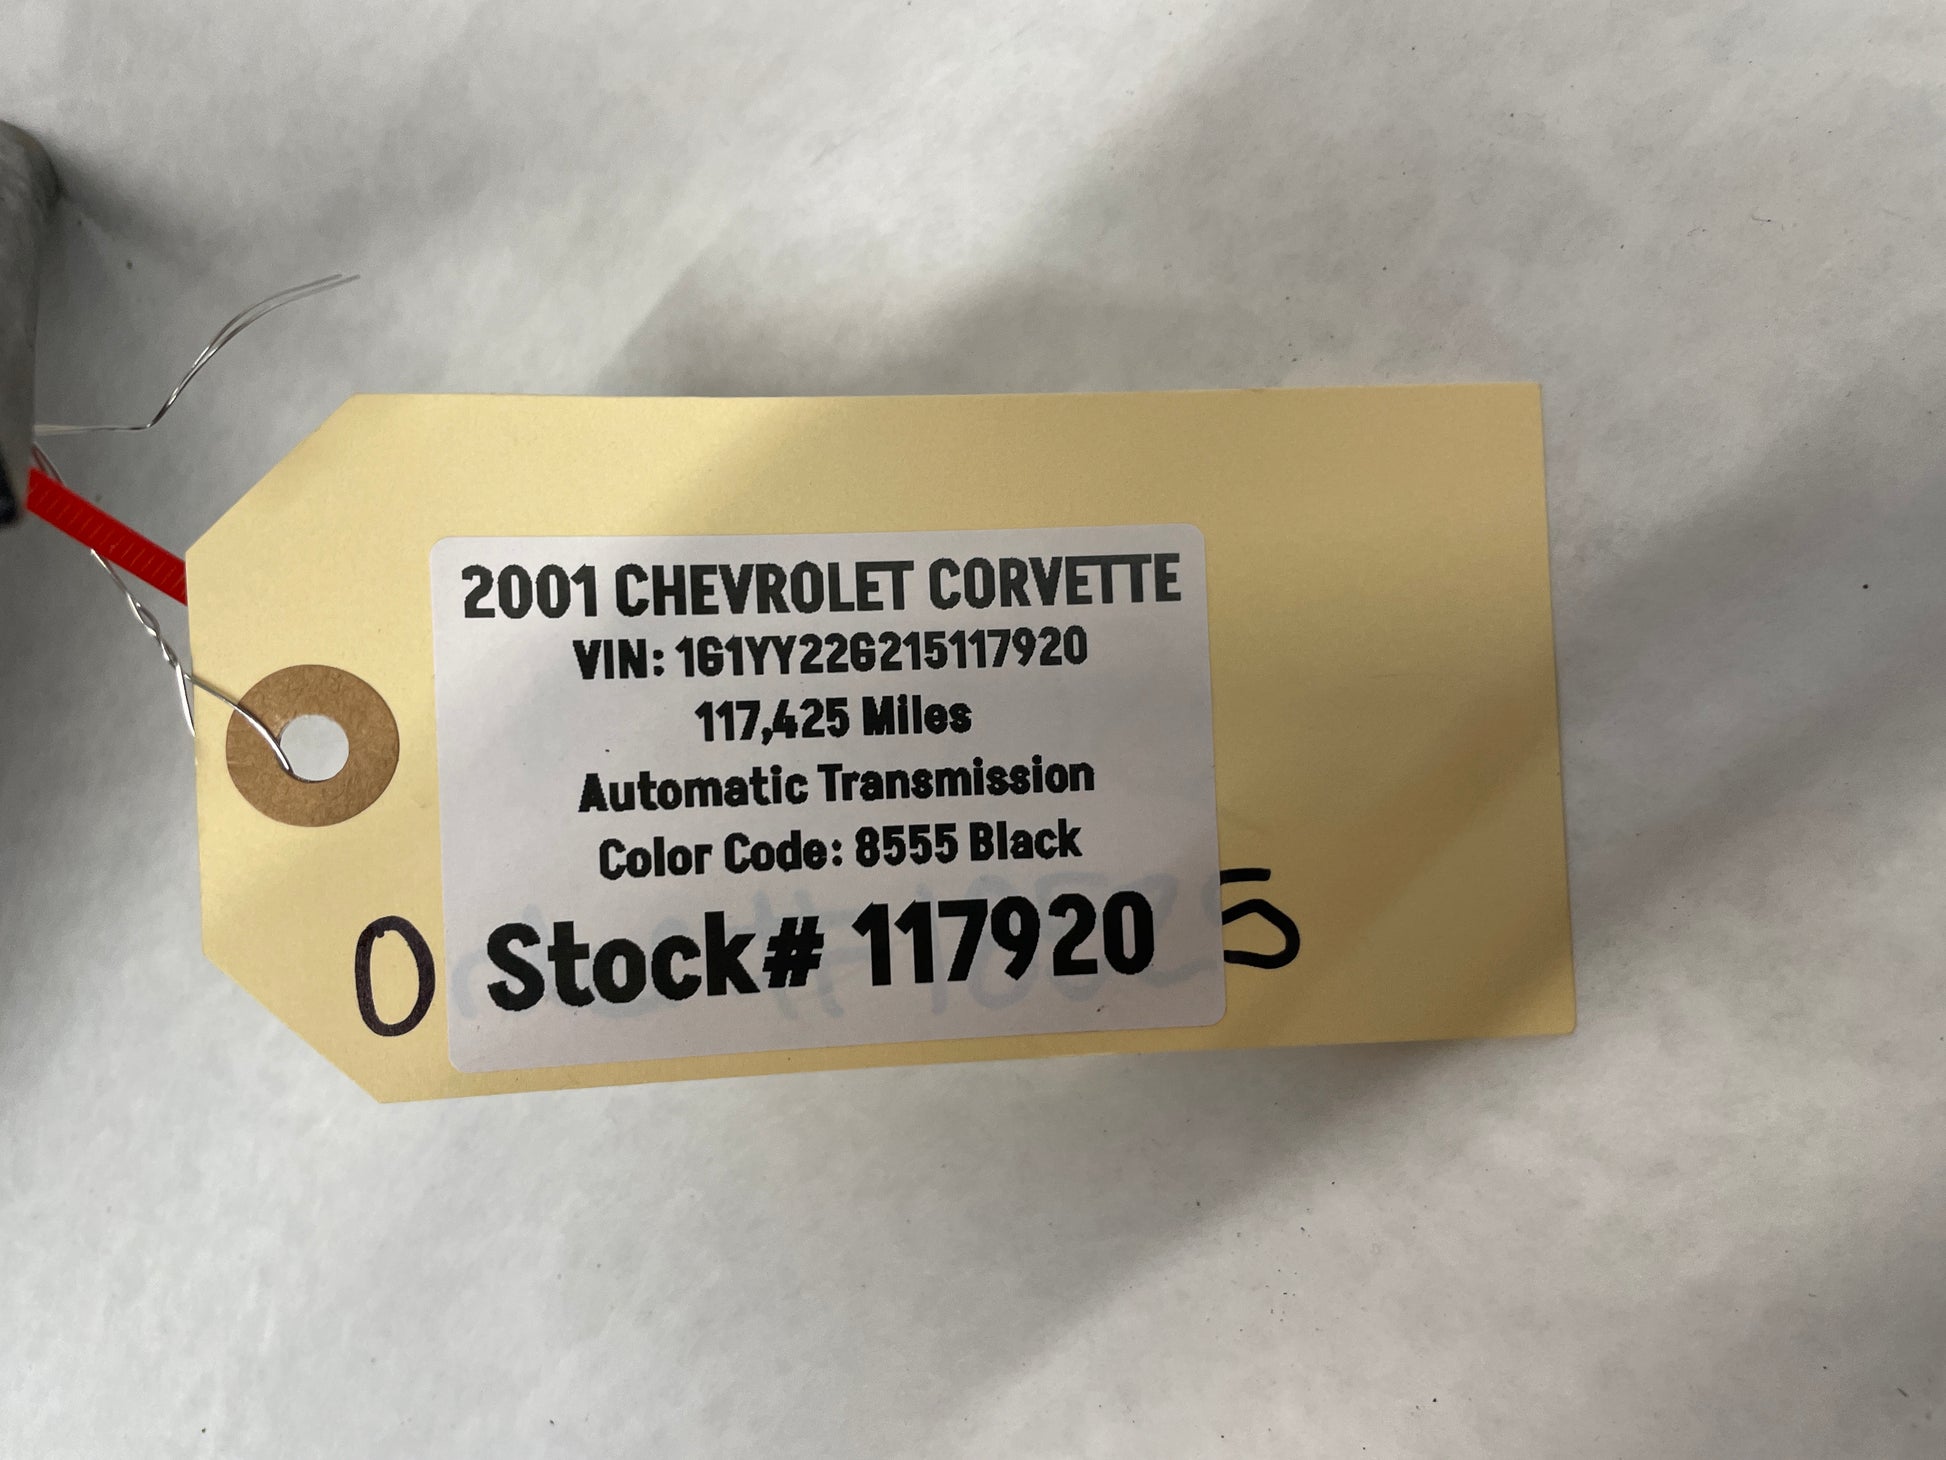 2001 CHEVROLET CORVETTE
VIN: 1G1YY22G215117920
117,425 Miles
Automatic Transmission
Color Code: 8555 Black
Stock# 117920